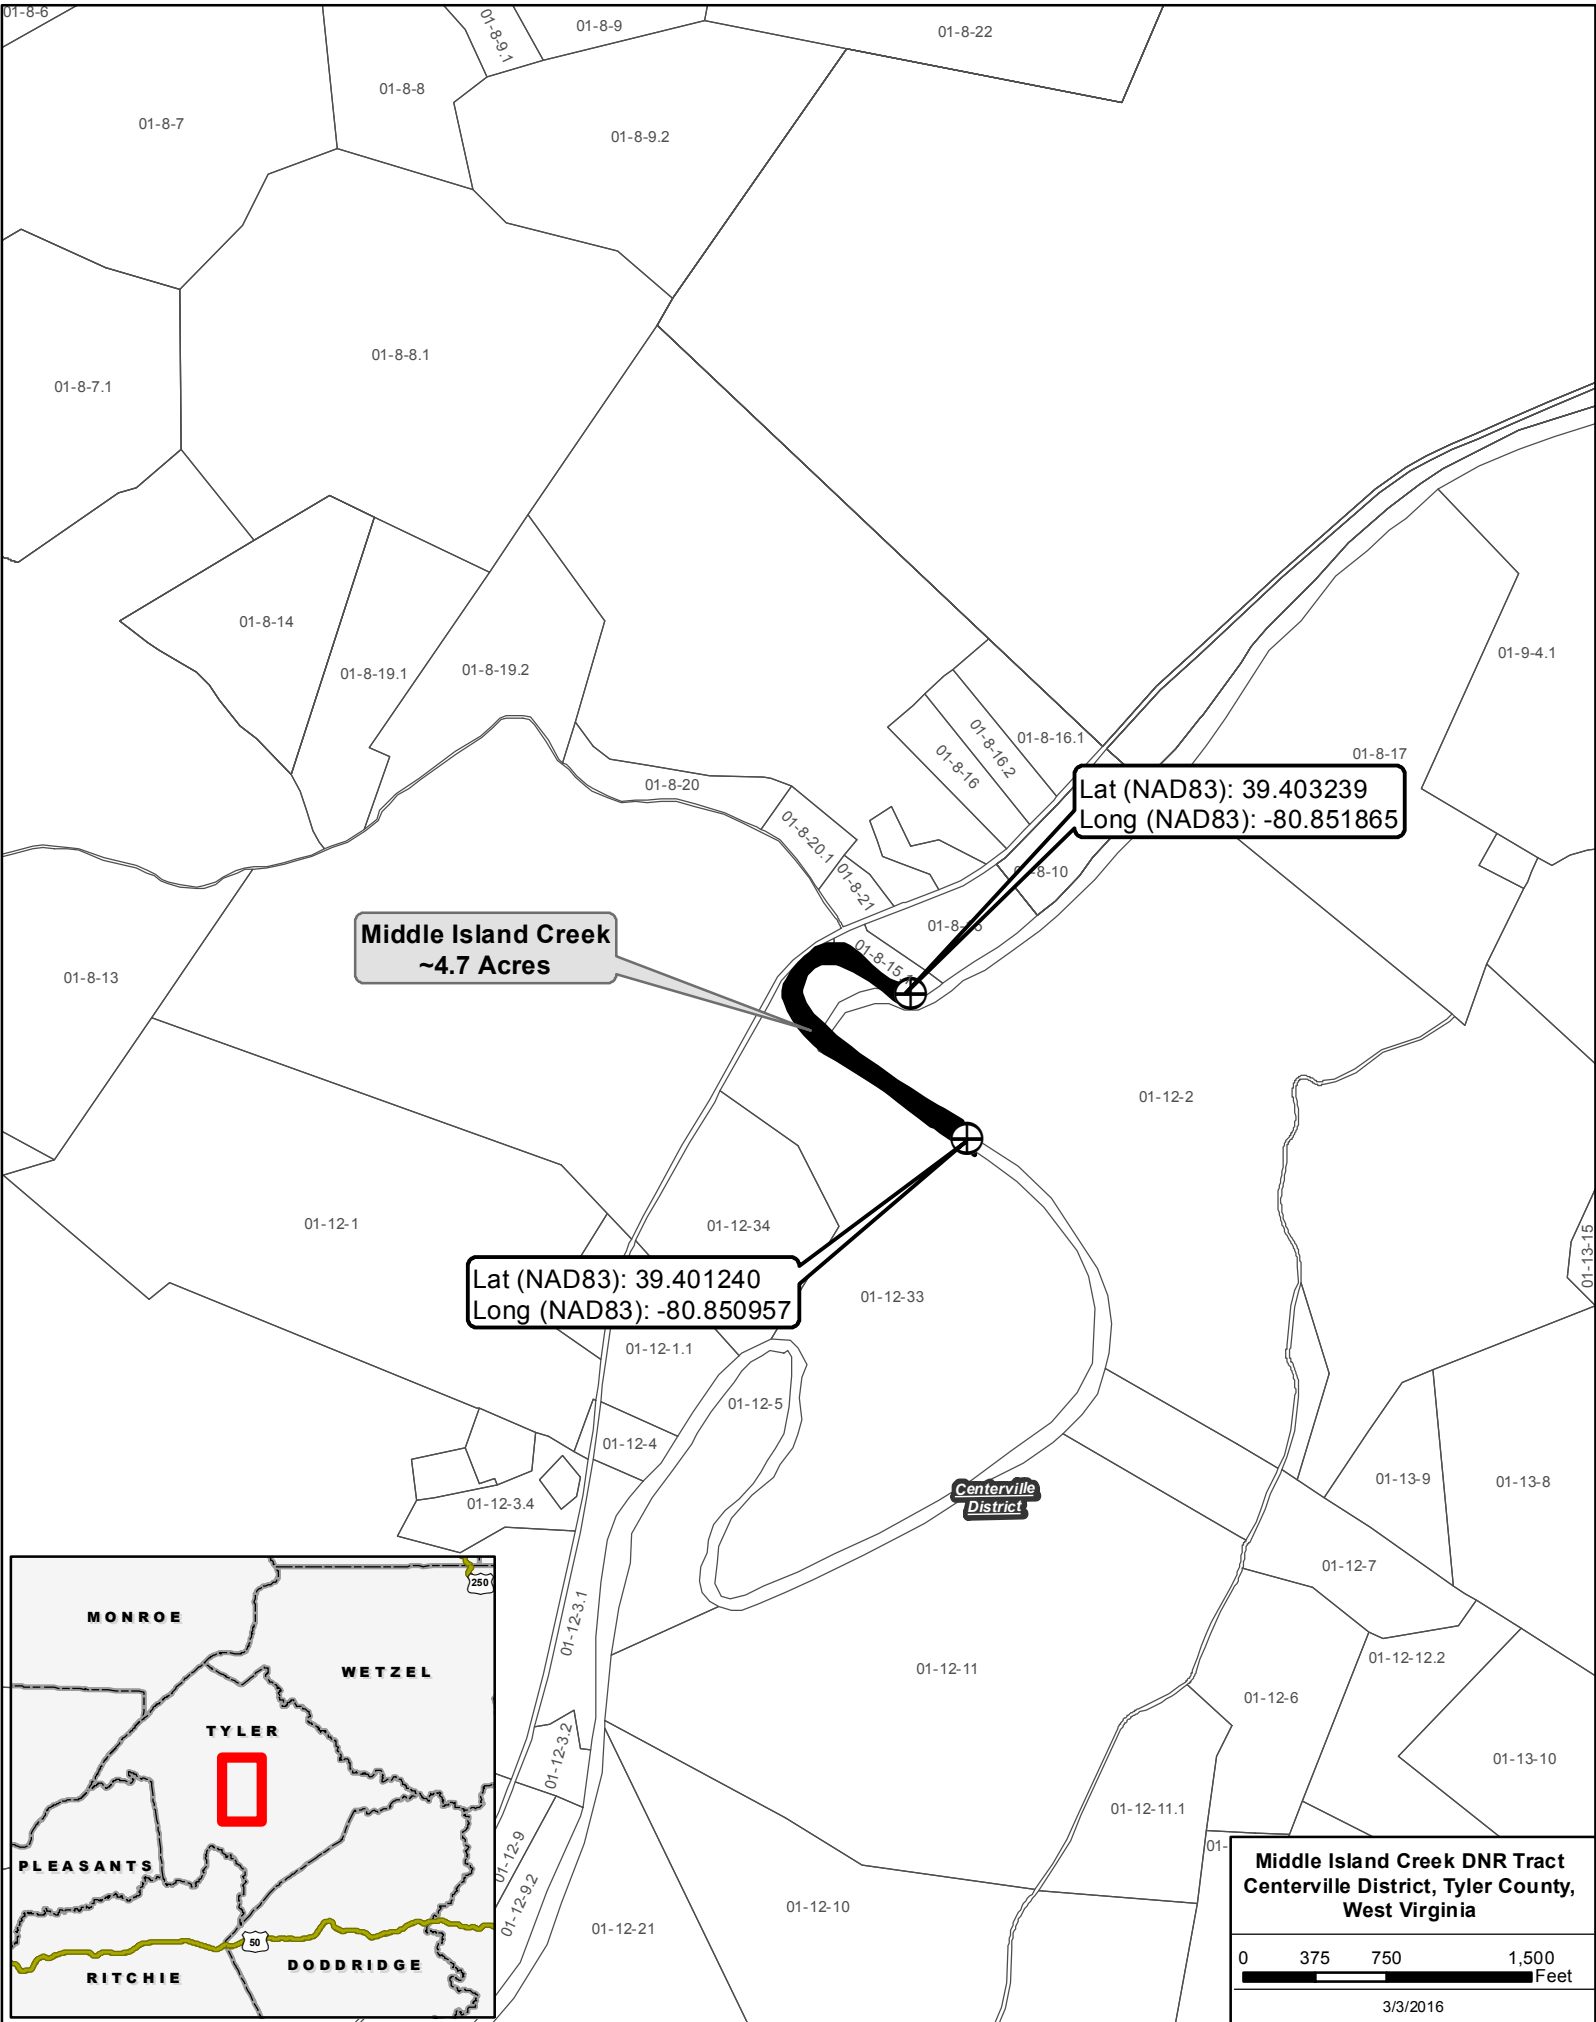 01-8-6
01-8-9.1
01-8-9
01-8-22
01-8-8
01-8-7
01-8-9.2
01-8-8.1
01-8-7.1
01-8-14
01-8-19.1
01-8-19.2
01-9-4.1
01-8-16.1
01-8-16.2
01-8-16
01-8-17
01-8-20
Lat (NAD83): 39.403239
Long (NAD83): -80.851865
01-8-20.1
01-8-21
8-10
Middle Island Creek
~4.7 Acres
01-8-15
01-8-13
01-12-2
01-12-1
01-12-34
01-13-15
Lat (NAD83): 39.401240
Long (NAD83): -80.850957
01-12-33
01-12-1.1
01-12-5
01-12-4
01-12-3.4
Centerville
District
01-13-9
01-13-8
01-12-7
01-12-3.1
01-12-11
01-12-12.2
01-12-6
01-12-3.2
01-13-10
01-12-11.1
01-12-9
01-12-9.2
01-12-21
01-12-10
01-
250
MONROE
WETZEL
TYLER
PLEASANTS
50
RITCHIE
DODDRIDGE
Middle Island Creek DNR Tract
Centerville District, Tyler County,
West Virginia
0 375 750 1,500
Feet
3/3/2016